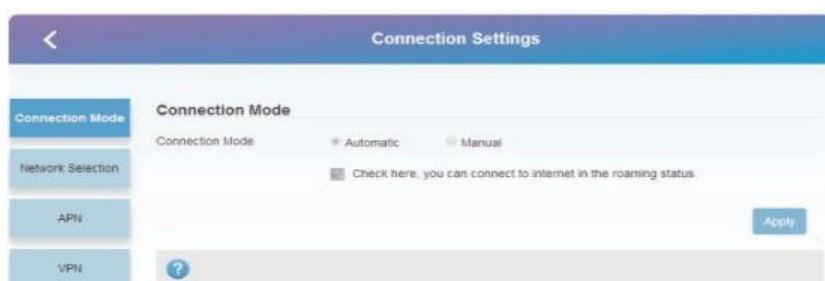 Connection Settings
Connection Mode
Connection Mode
Connection Mode
Automatic
Manual
Network Selection
Check here, you can connect to internet in the roaming status.
APN
Apply
VPN
?